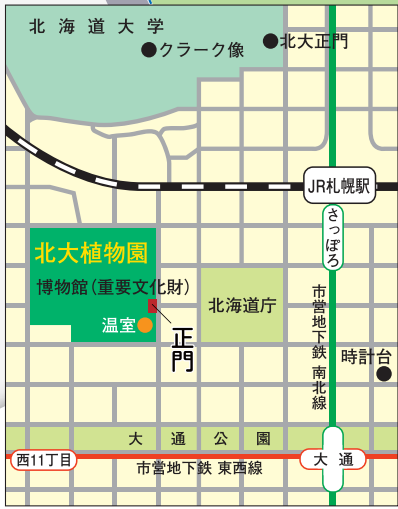 北海道大学
クラーク像
北大正門
JR札幌駅
さっぽろ
北大植物園
博物館(重要文化財)
温室
正門
北海道庁
市営地下鉄 南北線
時計台
大通公園
西11丁目
大通
市営地下鉄 東西線